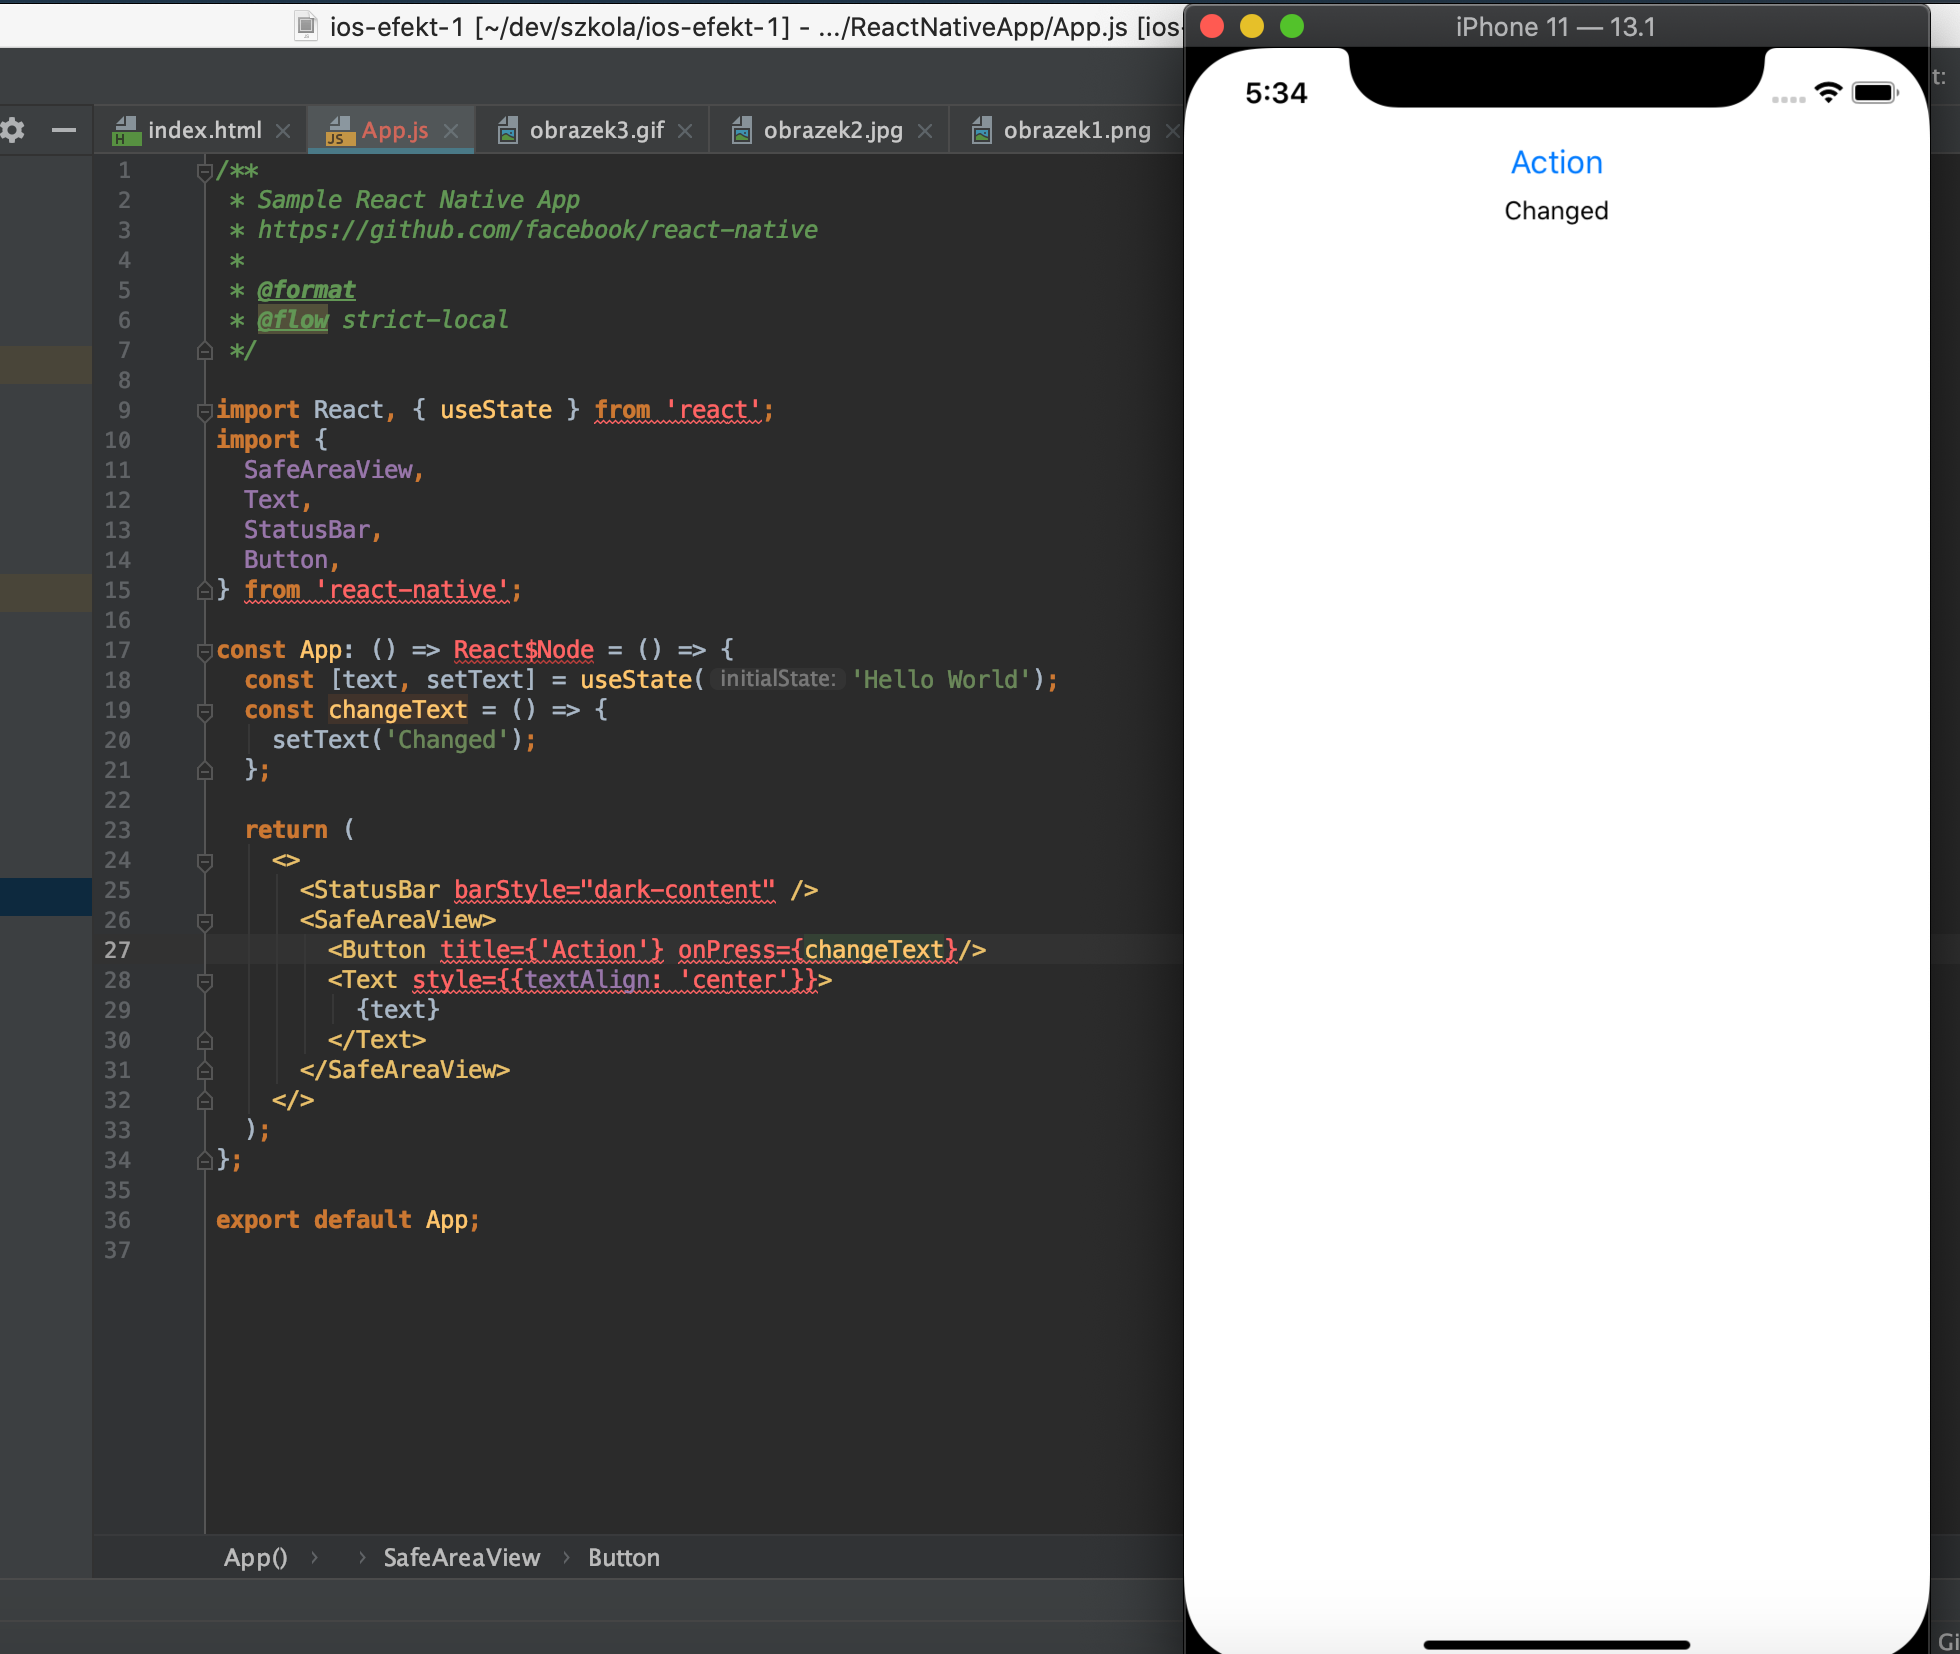 ios-efekt-1 [~/dev/szkola/ios-efekt-1] - .../ReactNativeApp/App.js [ios-
iPhone 11 — 13.1
index.html
App.js
obrazek3.gif
obrazek2.jpg
obrazek1.png
t:
1 /**
2 * Sample React Native App
3 * https://github.com/facebook/react-native
4 *
5 * @format
6 * @flow strict-local
7 */
8
9 import React, { useState } from 'react';
10 import {
11 SafeAreaView,
12 Text,
13 StatusBar,
14 Button,
15 } from 'react-native';
16
17 const App: () => React$Node = () => {
18 const [text, setText] = useState( initialState: 'Hello World');
19 const changeText = () => {
20 setText('Changed');
21 };
22
23 return (
24 <>
25 <StatusBar barStyle="dark-content" />
26 <SafeAreaView>
27 <Button title={'Action'} onPress={changeText}/>
28 <Text style={{textAlign: 'center'}}>
29 {text}
30 </Text>
31 </SafeAreaView>
32 </>
33 );
34 };
35
36 export default App;
37
App() › › SafeAreaView › Button
5:34
Action
Changed
Gi